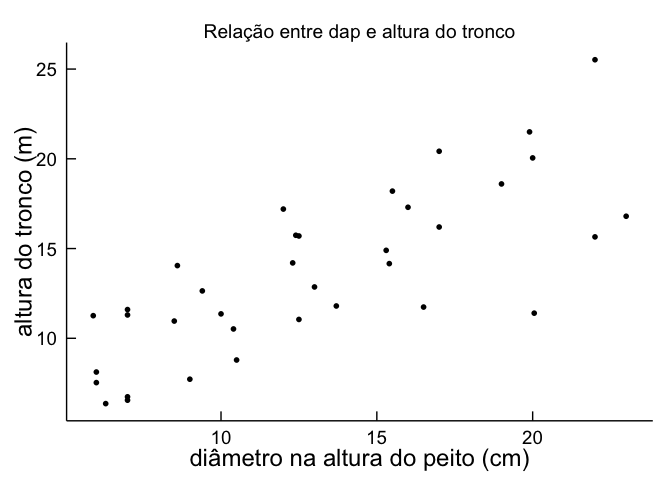 Relação entre dap e altura do tronco
altura do tronco (m)
25
20
15
10
10
15
20
diâmetro na altura do peito (cm)